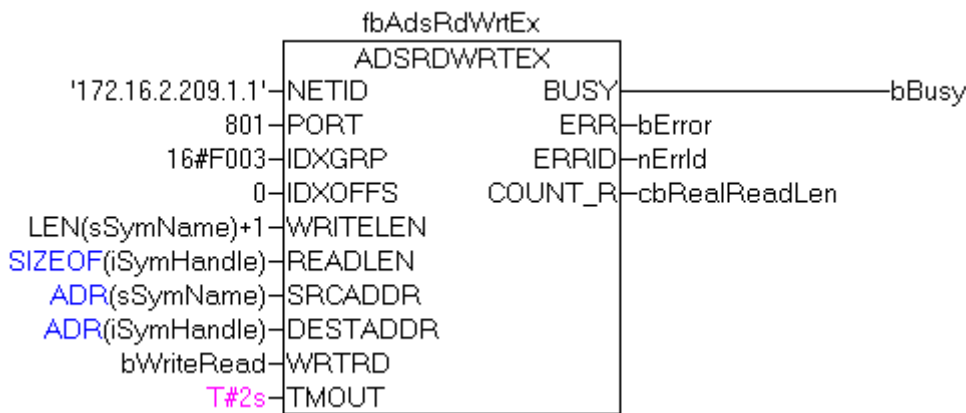 fbAdsRdWrtEx
ADSRDWRTEX
'172.16.2.209.1.1' NETID BUSY bBusy
801 PORT ERR bError
16#F003 IDXGRP ERRID nErrId
0 IDXOFFS COUNT_R cbRealReadLen
LEN(sSymName)+1 WRITELEN
SIZEOF(iSymHandle) READLEN
ADR(sSymName) SRCADDR
ADR(iSymHandle) DESTADDR
bWriteRead WRTRD
T#2s TMOUT